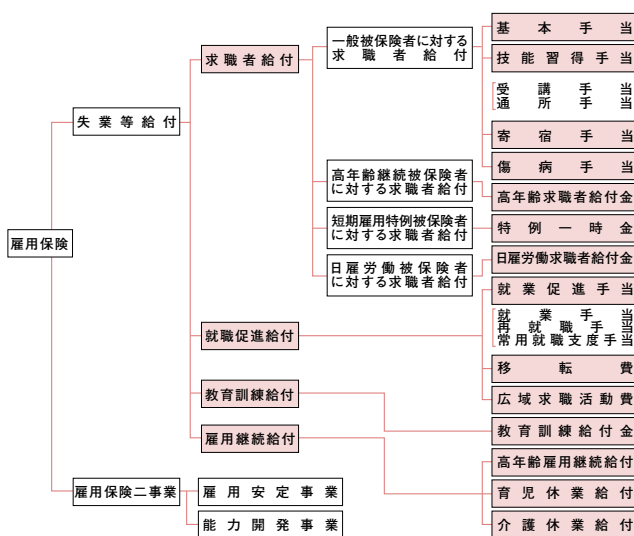 雇用保険
失業等給付
求職者給付
一般被保険者に対する
求職者給付
基本手当
技能習得手当
受講手当
通所手当
寄宿手当
傷病手当
高年齢継続被保険者
に対する求職者給付
高年齢求職者給付金
短期雇用特例被保険者
に対する求職者給付
特例一時金
日雇労働被保険者
に対する求職者給付
日雇労働求職者給付金
就職促進給付
就業促進手当
就業手当
再就職手当
常用就職支度手当
移転費
広域求職活動費
教育訓練給付
教育訓練給付金
雇用継続給付
高年齢雇用継続給付
育児休業給付
介護休業給付
雇用保険二事業
雇用安定事業
能力開発事業